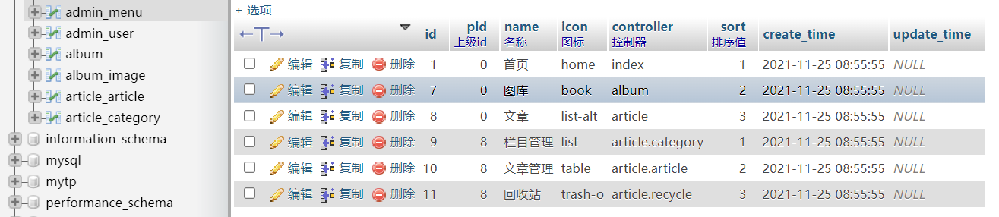 admin_menu
admin_user
album
album_image
article_article
article_category
information_schema
mysql
mytp
performance_schema
+ 选项
←T→ id pid name icon controller sort create_time update_time
上级id 名称 图标 控制器 排序值
编辑 复制 删除 1 0 首页 home index 1 2021-11-25 08:55:55 NULL
编辑 复制 删除 7 0 图库 book album 2 2021-11-25 08:55:55 NULL
编辑 复制 删除 8 0 文章 list-alt article 3 2021-11-25 08:55:55 NULL
编辑 复制 删除 9 8 栏目管理 list article.category 1 2021-11-25 08:55:55 NULL
编辑 复制 删除 10 8 文章管理 table article.article 2 2021-11-25 08:55:55 NULL
编辑 复制 删除 11 8 回收站 trash-o article.recycle 3 2021-11-25 08:55:55 NULL